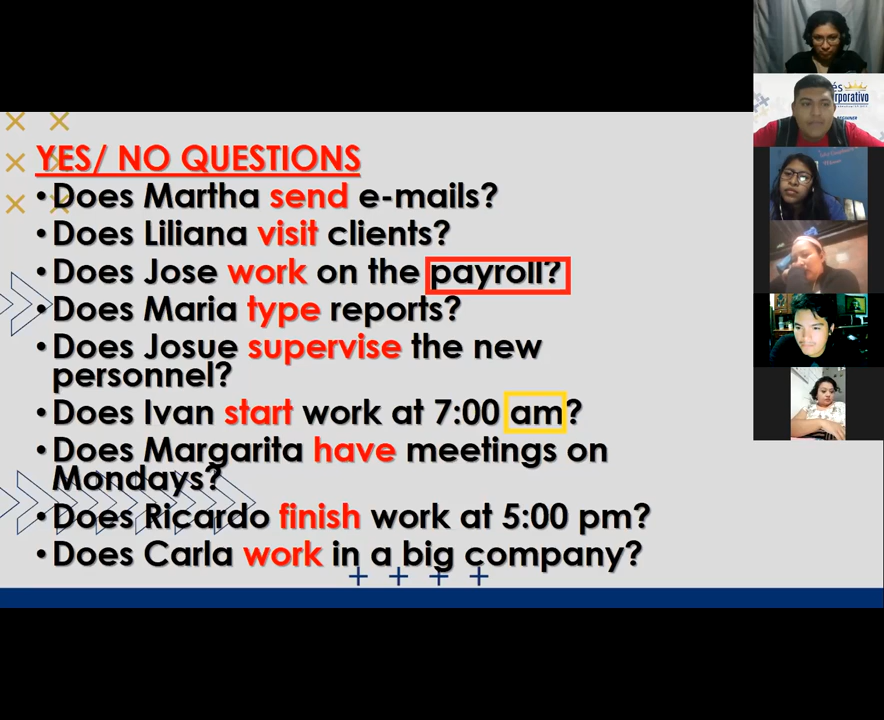 YES/ NO QUESTIONS
•Does Martha send e-mails?
•Does Liliana visit clients?
•Does Jose work on the payroll?
•Does Maria type reports?
•Does Josue supervise the new
personnel?
•Does Ivan start work at 7:00 am?
•Does Margarita have meetings on
Mondays?
•Does Ricardo finish work at 5:00 pm?
•Does Carla work in a big company?